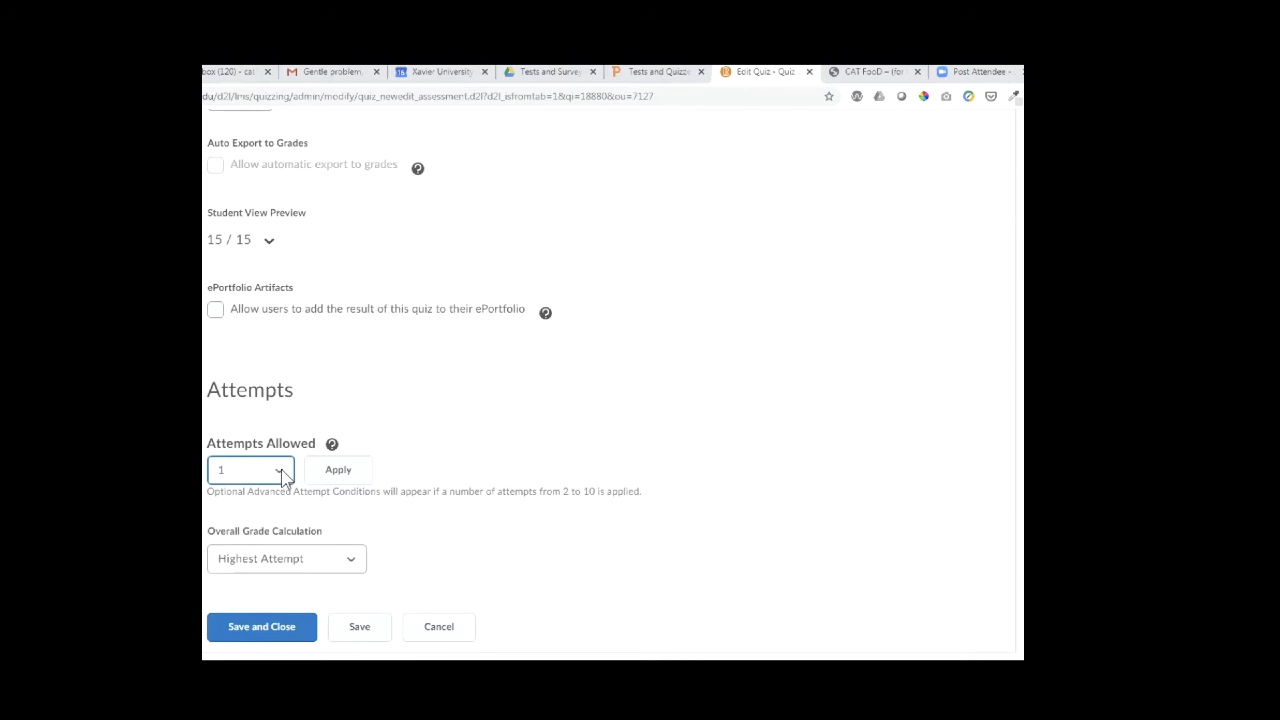 box (120) - cal Gentle problem, Xavier University Tests and Survey Tests and Quizze Edit Quiz - Quiz CAT FooD – (for Post Attendee -
du/d2l/lms/quizzing/admin/modify/quiz_newedit_assessment.d2l?d2l_isfromtab=1&qi=18880&ou=7127
Auto Export to Grades
Allow automatic export to grades
Student View Preview
15 / 15
ePortfolio Artifacts
Allow users to add the result of this quiz to their ePortfolio
Attempts
Attempts Allowed
1 Apply
Optional Advanced Attempt Conditions will appear if a number of attempts from 2 to 10 is applied.
Overall Grade Calculation
Highest Attempt
Save and Close Save Cancel